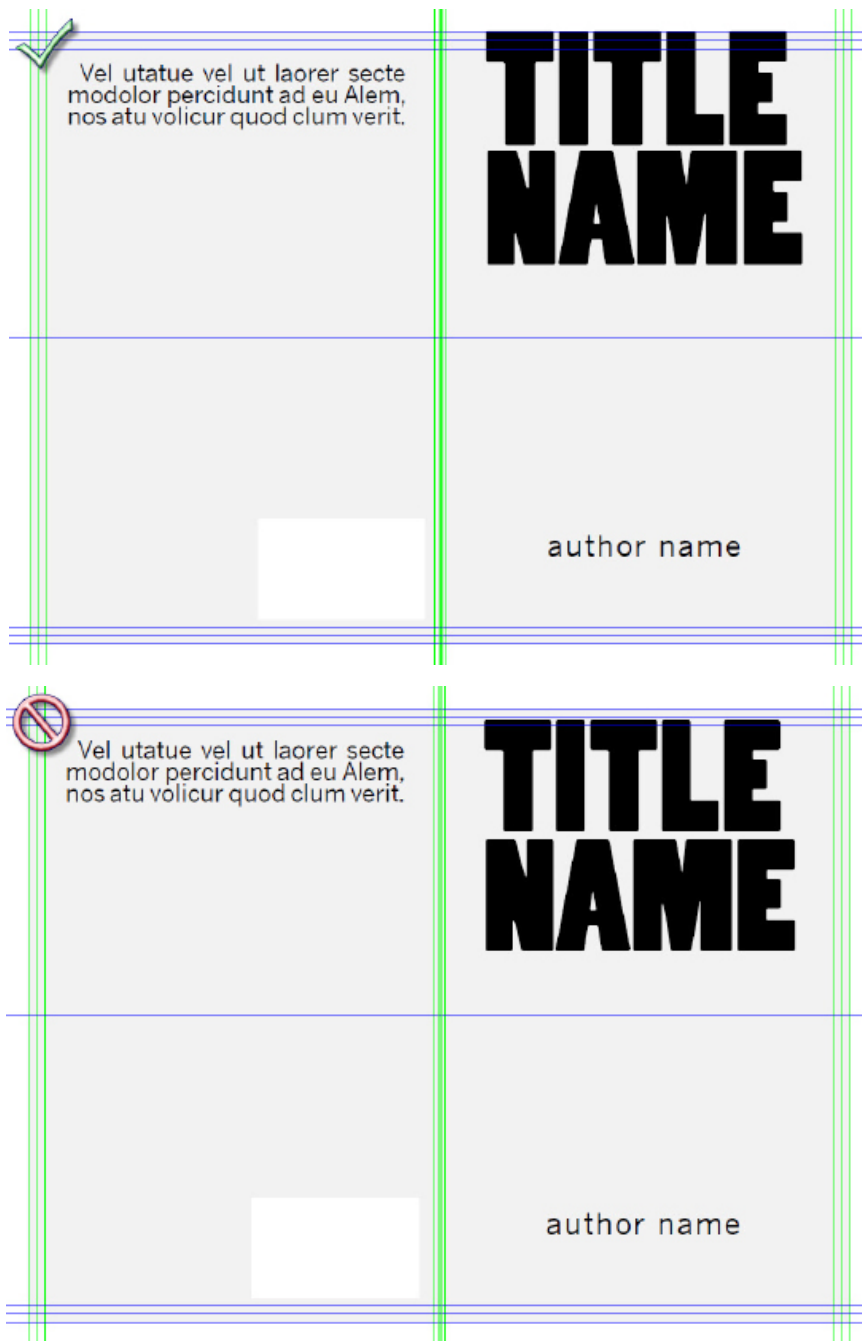 Vel utatue vel ut laorer secte
modolor percidunt ad eu Alem,
nos atu volicur quod clum verit.
TITLE
NAME
author name
Vel utatue vel ut laorer secte
modolor percidunt ad eu Alem,
nos atu volicur quod clum verit.
TITLE
NAME
author name